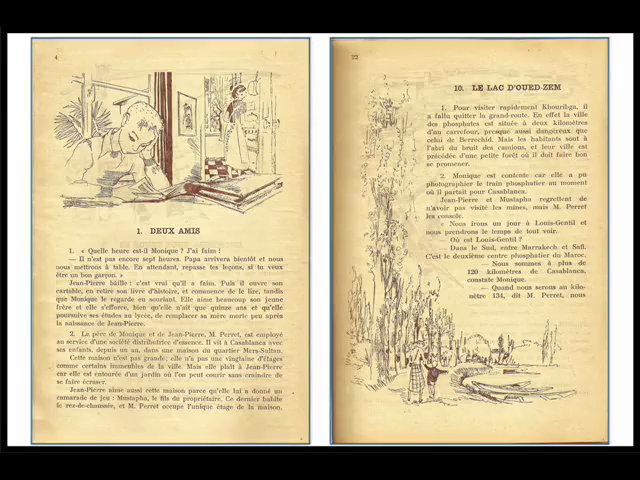 4
1. DEUX AMIS
1. « Quelle heure est-il Monique ? J'ai faim !
— Il n'est pas encore sept heures. Papa arrivera bientôt et nous
nous mettrons à table. En attendant, repasse tes leçons, si tu veux
être un bon garçon. »
Jean-Pierre bâille : c'est vrai qu'il a faim. Puis il ouvre son
cartable, en retire son livre d'histoire, et commence de le lire, tandis
que Monique le regarde en souriant. Elle aime beaucoup son jeune
frère et elle s'efforce, bien qu'elle n'ait que quinze ans et qu'elle
poursuive ses études au lycée, de remplacer sa mère morte peu après
la naissance de Jean-Pierre.
2. Le père de Monique et de Jean-Pierre, M. Perret, est employé
au service d'une société distributrice d'essence. Il vit à Casablanca avec
ses enfants, depuis un an, dans une maison du quartier Mers-Sultan.
Cette maison n'est pas grande; elle n'a pas une vingtaine d'étages
comme certains immeubles de la ville. Mais elle plaît à Jean-Pierre
car elle est entourée d'un jardin où l'on peut courir sans craindre de
se faire écraser.
Jean-Pierre aime aussi cette maison parce qu'elle lui a donné un
camarade de jeu : Mustapha, le fils du propriétaire. Ce dernier habite
le rez-de-chaussée, et M. Perret occupe l'unique étage de la maison.
22
10. LE LAC D'OUED-ZEM
1. Pour visiter rapidement Khouribga, il
a fallu quitter la grand-route. En effet la ville
des phosphates est située à deux kilomètres
d'un carrefour, presque aussi dangereux que
celui de Berrechid. Mais les habitants sont à
l'abri du bruit des camions, et leur ville est
précédée d'une petite forêt où il doit faire bon
se promener.
2. Monique est contente car elle a pu
photographier le train phosphatier au moment
où il partait pour Casablanca.
Jean-Pierre et Mustapha regrettent de
n'avoir pas visité les mines, mais M. Perret
les console.
« Nous irons un jour à Louis-Gentil et
nous prendrons le temps de tout voir.
— Où est Louis-Gentil ?
— Dans le Sud, entre Marrakech et Safi.
C'est le deuxième centre phosphatier du Maroc.
— Nous sommes à plus de
120 kilomètres de Casablanca,
constate Monique.
— Quand nous serons au kilo-
mètre 134, dit M. Perret, nous